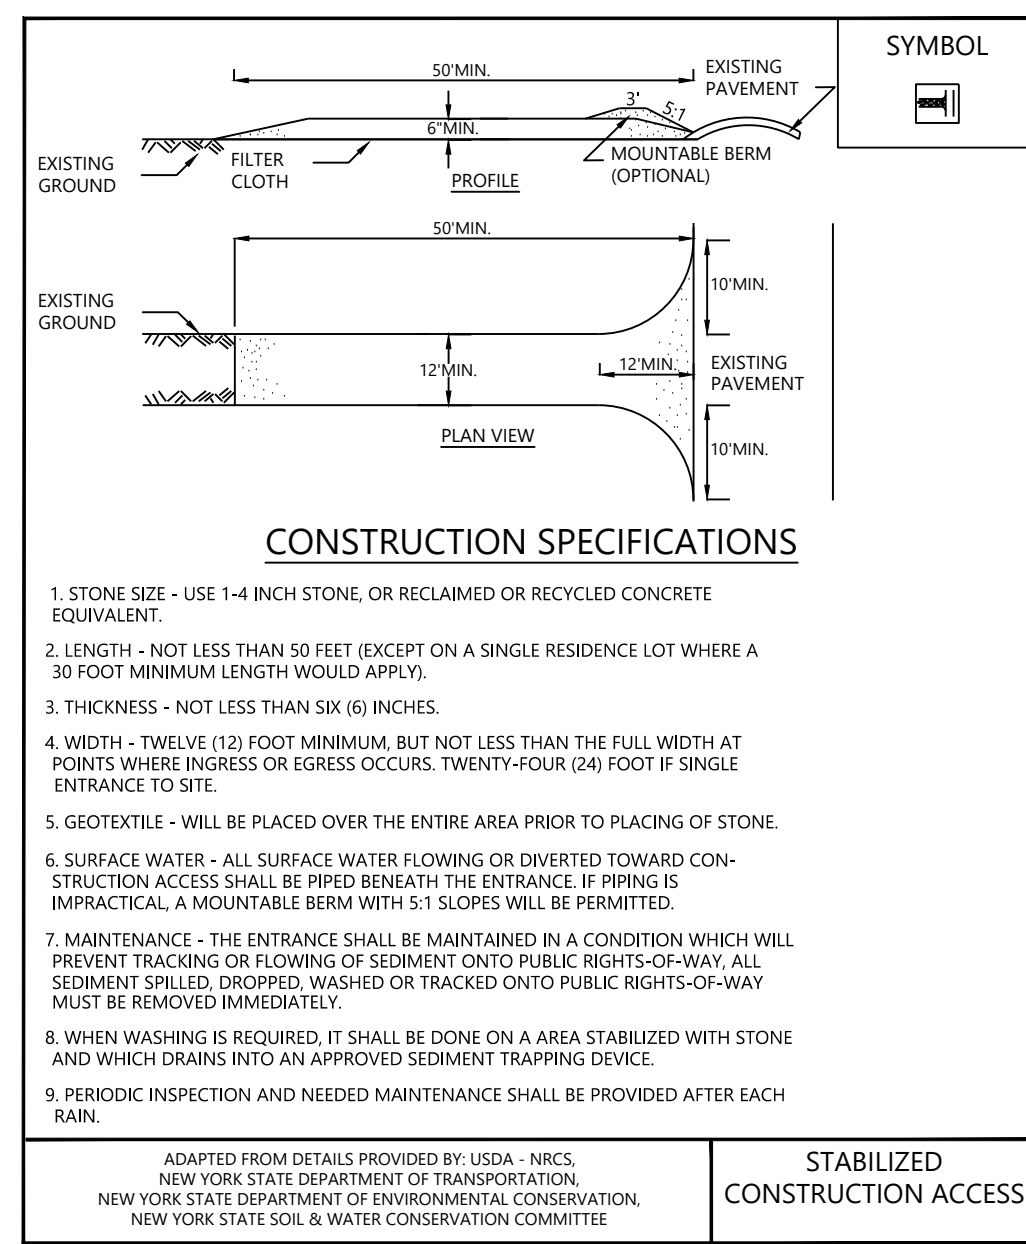 SYMBOL
50'MIN.
EXISTING
PAVEMENT
3'
5:1
6"MIN.
EXISTING
GROUND
FILTER
CLOTH
PROFILE
MOUNTABLE BERM
(OPTIONAL)
50'MIN.
10'MIN.
EXISTING
GROUND
12'MIN.
12'MIN.
EXISTING
PAVEMENT
PLAN VIEW
10'MIN.
CONSTRUCTION SPECIFICATIONS
1. STONE SIZE - USE 1-4 INCH STONE, OR RECLAIMED OR RECYCLED CONCRETE
EQUIVALENT.
2. LENGTH - NOT LESS THAN 50 FEET (EXCEPT ON A SINGLE RESIDENCE LOT WHERE A
30 FOOT MINIMUM LENGTH WOULD APPLY).
3. THICKNESS - NOT LESS THAN SIX (6) INCHES.
4. WIDTH - TWELVE (12) FOOT MINIMUM, BUT NOT LESS THAN THE FULL WIDTH AT
POINTS WHERE INGRESS OR EGRESS OCCURS. TWENTY-FOUR (24) FOOT IF SINGLE
ENTRANCE TO SITE.
5. GEOTEXTILE - WILL BE PLACED OVER THE ENTIRE AREA PRIOR TO PLACING OF STONE.
6. SURFACE WATER - ALL SURFACE WATER FLOWING OR DIVERTED TOWARD CON-
STRUCTION ACCESS SHALL BE PIPED BENEATH THE ENTRANCE. IF PIPING IS
IMPRACTICAL, A MOUNTABLE BERM WITH 5:1 SLOPES WILL BE PERMITTED.
7. MAINTENANCE - THE ENTRANCE SHALL BE MAINTAINED IN A CONDITION WHICH WILL
PREVENT TRACKING OR FLOWING OF SEDIMENT ONTO PUBLIC RIGHTS-OF-WAY, ALL
SEDIMENT SPILLED, DROPPED, WASHED OR TRACKED ONTO PUBLIC RIGHTS-OF-WAY
MUST BE REMOVED IMMEDIATELY.
8. WHEN WASHING IS REQUIRED, IT SHALL BE DONE ON A AREA STABILIZED WITH STONE
AND WHICH DRAINS INTO AN APPROVED SEDIMENT TRAPPING DEVICE.
9. PERIODIC INSPECTION AND NEEDED MAINTENANCE SHALL BE PROVIDED AFTER EACH
RAIN.
ADAPTED FROM DETAILS PROVIDED BY: USDA - NRCS,
NEW YORK STATE DEPARTMENT OF TRANSPORTATION,
NEW YORK STATE DEPARTMENT OF ENVIRONMENTAL CONSERVATION,
NEW YORK STATE SOIL & WATER CONSERVATION COMMITTEE
STABILIZED
CONSTRUCTION ACCESS